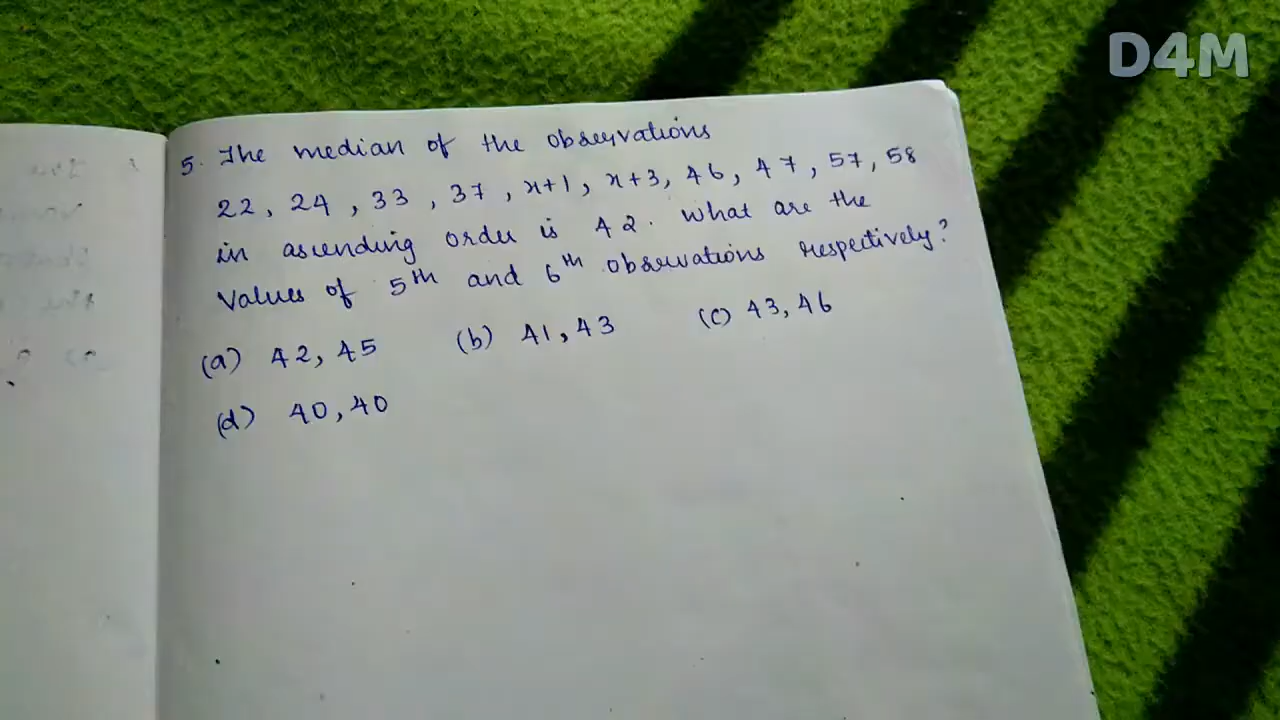 D4M
5. The median of the obseyvations
22, 24, 33, 37, x+1, x+3, 46, 47, 57, 58
in ascending order is 42. What are the
Values of 5th and 6th observations respectively?
(a) 42, 45 (b) 41, 43 (c) 43, 46
(d) 40, 40